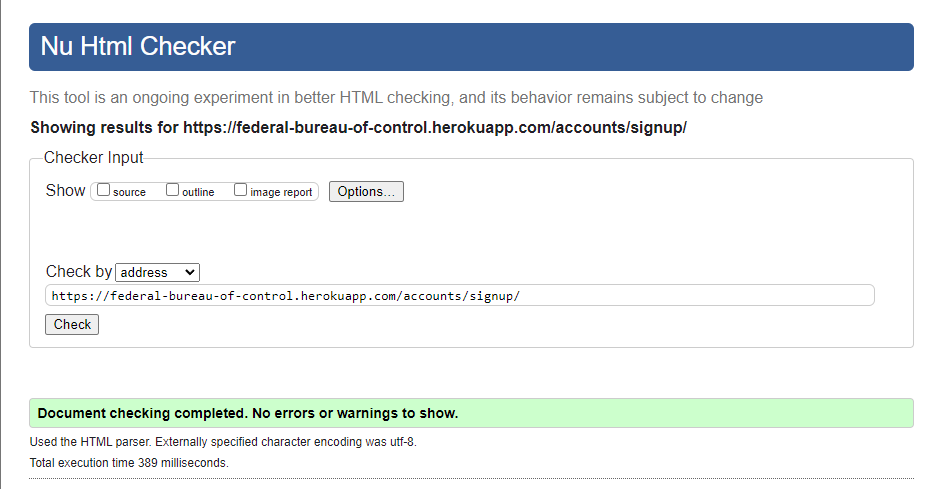 Nu Html Checker
This tool is an ongoing experiment in better HTML checking, and its behavior remains subject to change
Showing results for https://federal-bureau-of-control.herokuapp.com/accounts/signup/
Checker Input
Show source outline image report Options...
Check by address
https://federal-bureau-of-control.herokuapp.com/accounts/signup/
Check
Document checking completed. No errors or warnings to show.
Used the HTML parser. Externally specified character encoding was utf-8.
Total execution time 389 milliseconds.